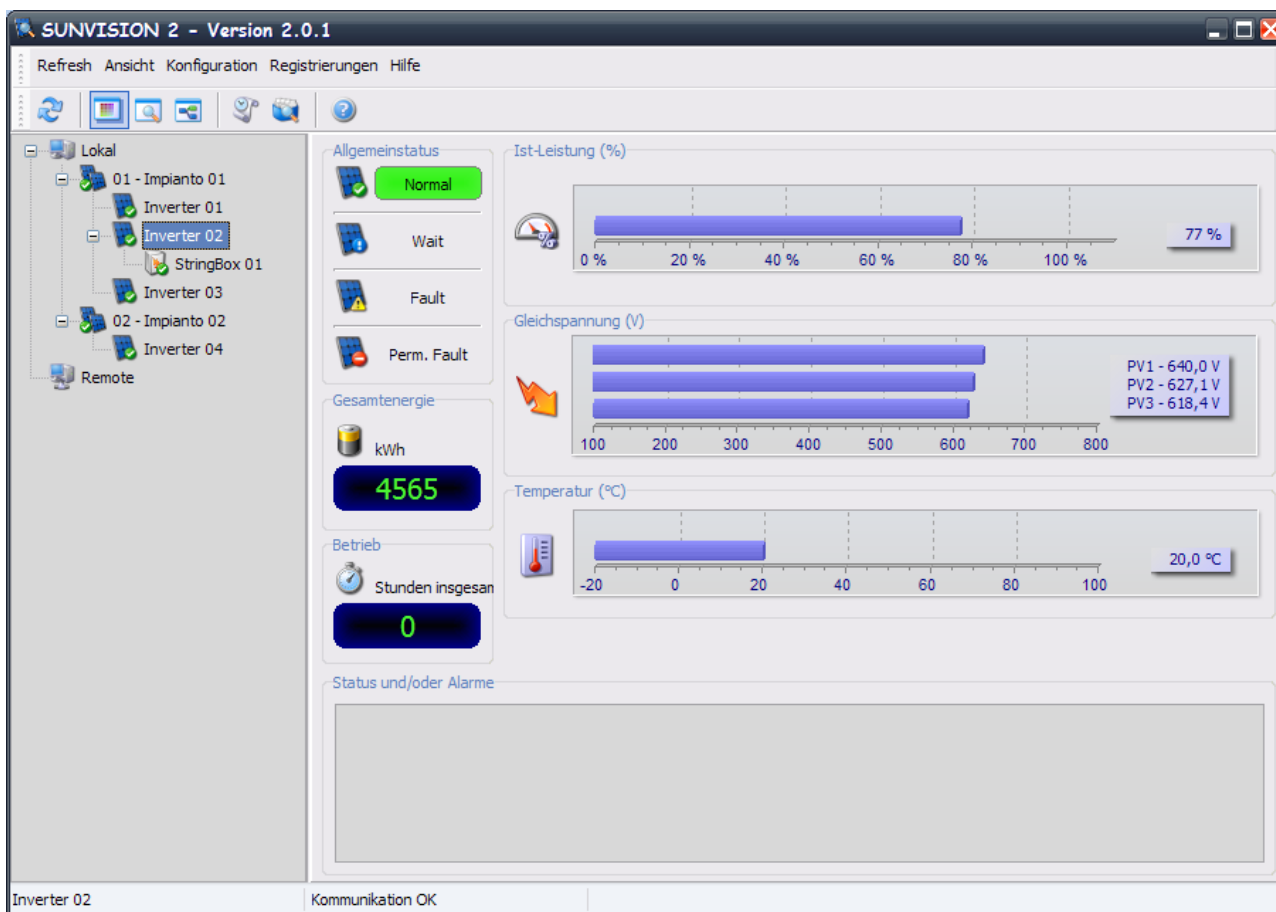 SUNVISION 2 - Version 2.0.1
Refresh Ansicht Konfiguration Registrierungen Hilfe
Lokal
01 - Impianto 01
Inverter 01
Inverter 02
StringBox 01
Inverter 03
02 - Impianto 02
Inverter 04
Remote
Allgemeinstatus
Normal
Wait
Fault
Perm. Fault
Gesamtenergie
kWh
4565
Betrieb
Stunden insgesan
0
Ist-Leistung (%)
0 % 20 % 40 % 60 % 80 % 100 %
77 %
Gleichspannung (V)
PV1 - 640,0 V
PV2 - 627,1 V
PV3 - 618,4 V
100 200 300 400 500 600 700 800
Temperatur (°C)
-20 0 20 40 60 80 100
20,0 °C
Status und/oder Alarme
Inverter 02
Kommunikation OK